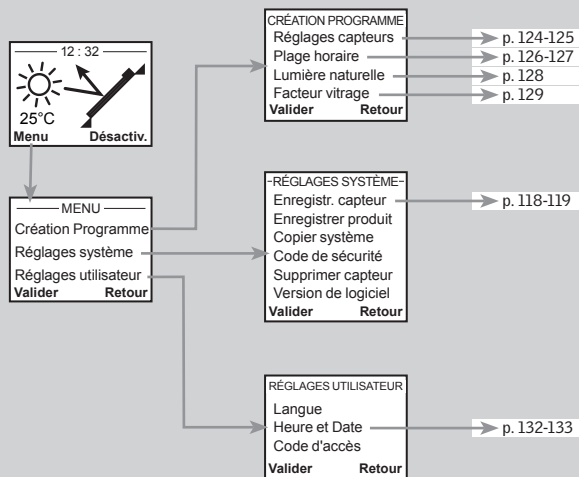 12 : 32
25°C
Menu Désactiv.
MENU
Création Programme
Réglages système
Réglages utilisateur
Valider Retour
CRÉATION PROGRAMME
Réglages capteurs
Plage horaire
Lumière naturelle
Facteur vitrage
Valider Retour
p. 124-125
p. 126-127
p. 128
p. 129
RÉGLAGES SYSTÈME
Enregistr. capteur
Enregistrer produit
Copier système
Code de sécurité
Supprimer capteur
Version de logiciel
Valider Retour
p. 118-119
RÉGLAGES UTILISATEUR
Langue
Heure et Date
Code d'accès
Valider Retour
p. 132-133